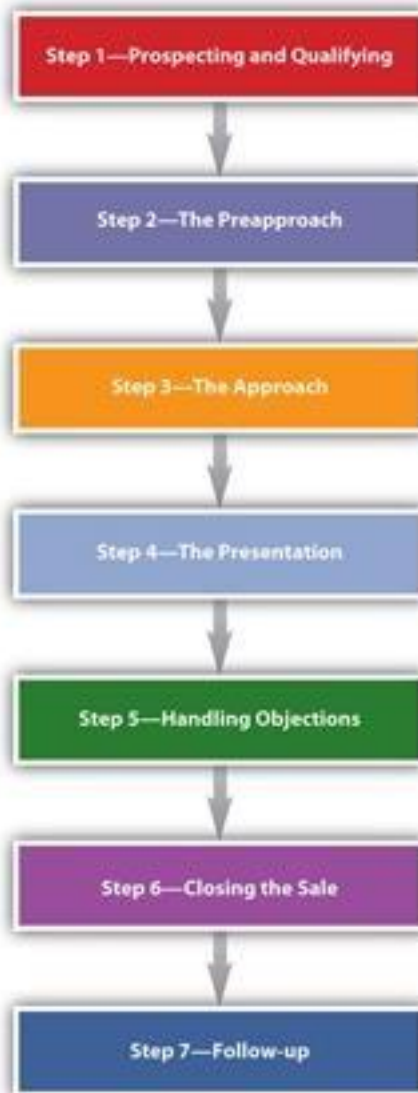 Step 1—Prospecting and Qualifying
Step 2—The Preapproach
Step 3—The Approach
Step 4—The Presentation
Step 5—Handling Objections
Step 6—Closing the Sale
Step 7—Follow-up